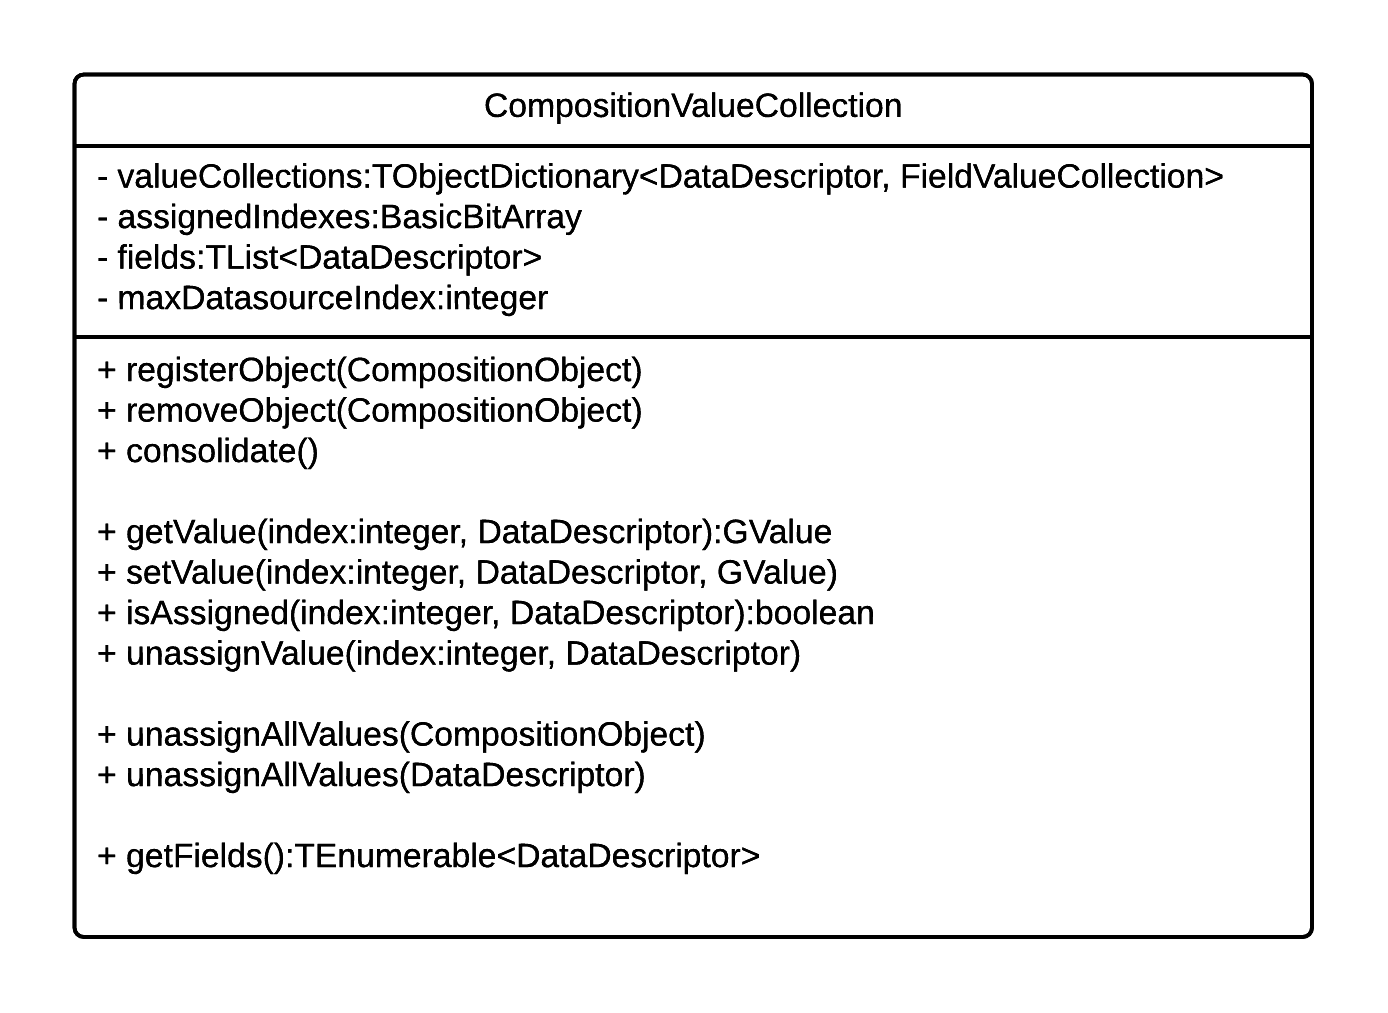 CompositionValueCollection
- valueCollections:TObjectDictionary<DataDescriptor, FieldValueCollection>
- assignedIndexes:BasicBitArray
- fields:TList<DataDescriptor>
- maxDatasourceIndex:integer
+ registerObject(CompositionObject)
+ removeObject(CompositionObject)
+ consolidate()
+ getValue(index:integer, DataDescriptor):GValue
+ setValue(index:integer, DataDescriptor, GValue)
+ isAssigned(index:integer, DataDescriptor):boolean
+ unassignValue(index:integer, DataDescriptor)
+ unassignAllValues(CompositionObject)
+ unassignAllValues(DataDescriptor)
+ getFields():TEnumerable<DataDescriptor>